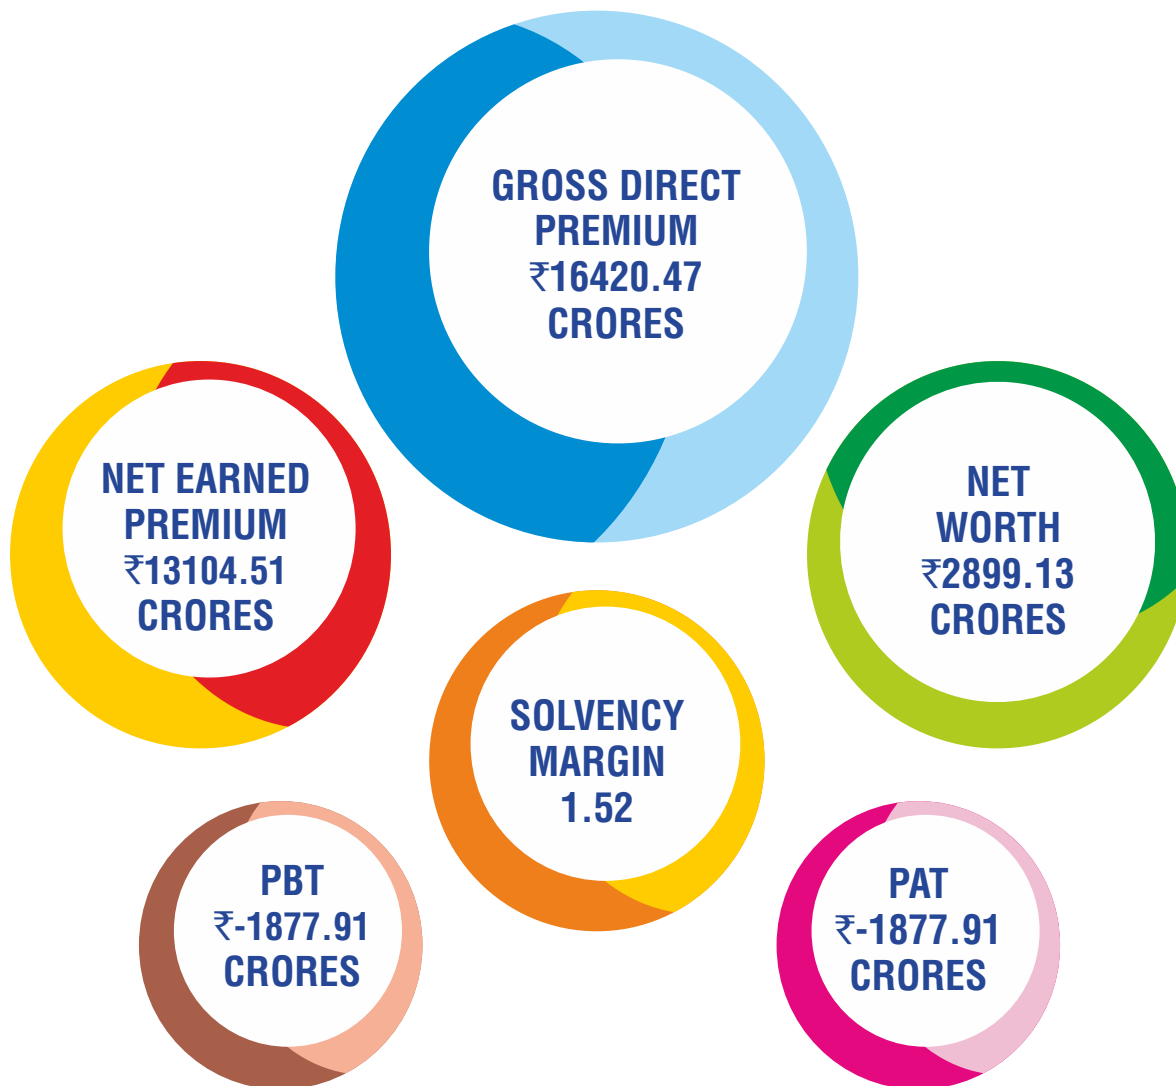 GROSS DIRECT
PREMIUM
₹16420.47
CRORES
NET EARNED
PREMIUM
₹13104.51
CRORES
NET
WORTH
₹2899.13
CRORES
SOLVENCY
MARGIN
1.52
PBT
₹-1877.91
CRORES
PAT
₹-1877.91
CRORES